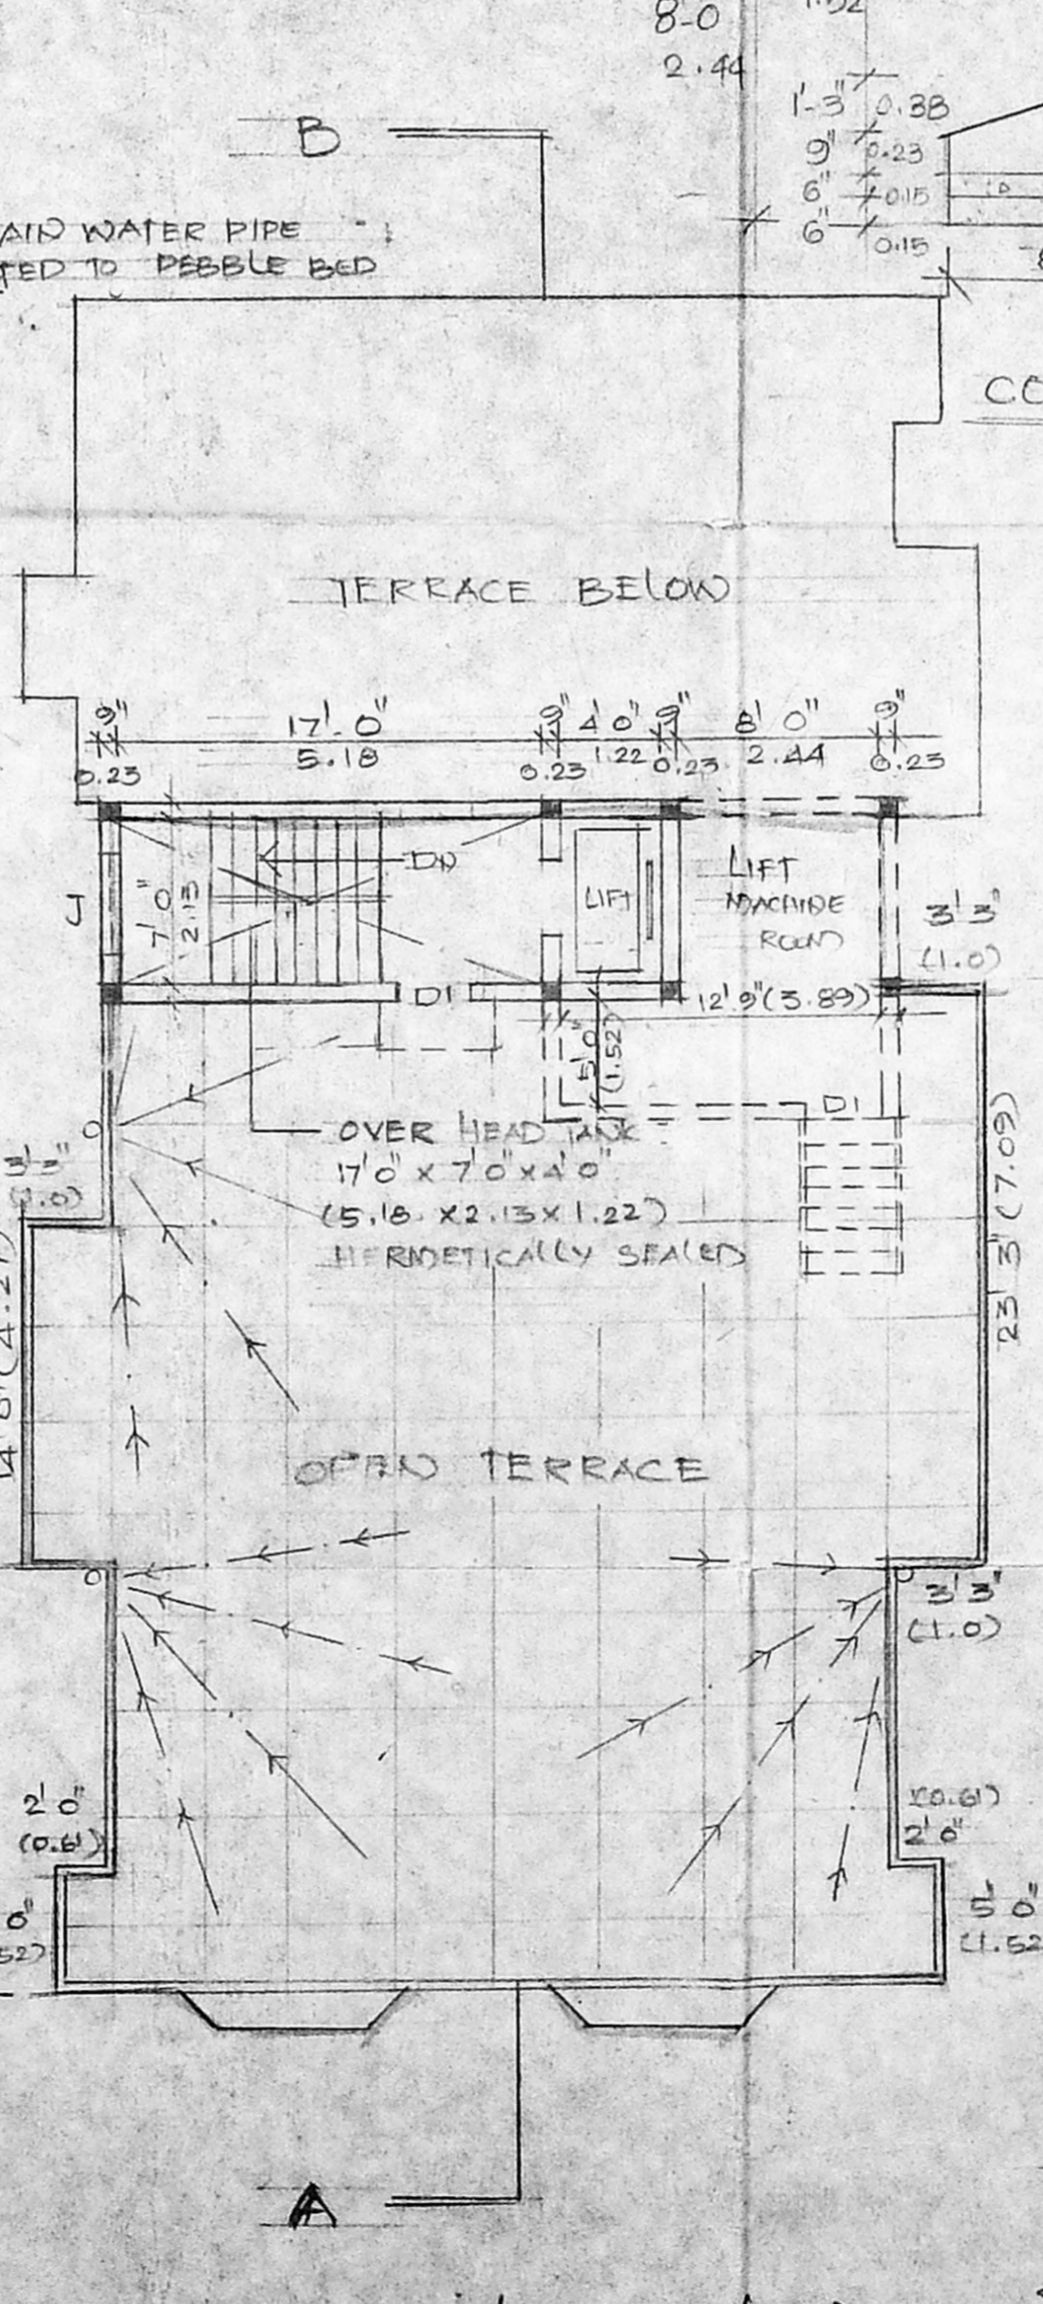 8-0
2.44
1'-3" 0.38
9" 0.23
6" 0.15
6" 0.15
B
WATER PIPE
TO PEBBLE BED
TERRACE BELOW
9" 17'-0" 9" 4'0" 9" 8'0" 9"
0.23 5.18 0.23 1.22 0.23 2.44 0.23
J
7'0"
2.13
DN
LIFT
LIFT
MACHINE
ROOM
3'3"
(1.0)
D1
12'9"(3.89)
5'0"
(1.52)
D1
OVER HEAD TANK
17'0" x 7'0" x 4'0"
(5.18 x 2.13 x 1.22)
HERMETICALLY SEALED
3'3"
(1.0)
23'3"(7.09)
OPEN TERRACE
3'3"
(1.0)
2'0"
(0.61)
(0.61)
2'0"
5'0"
(1.52
0"
52)
A